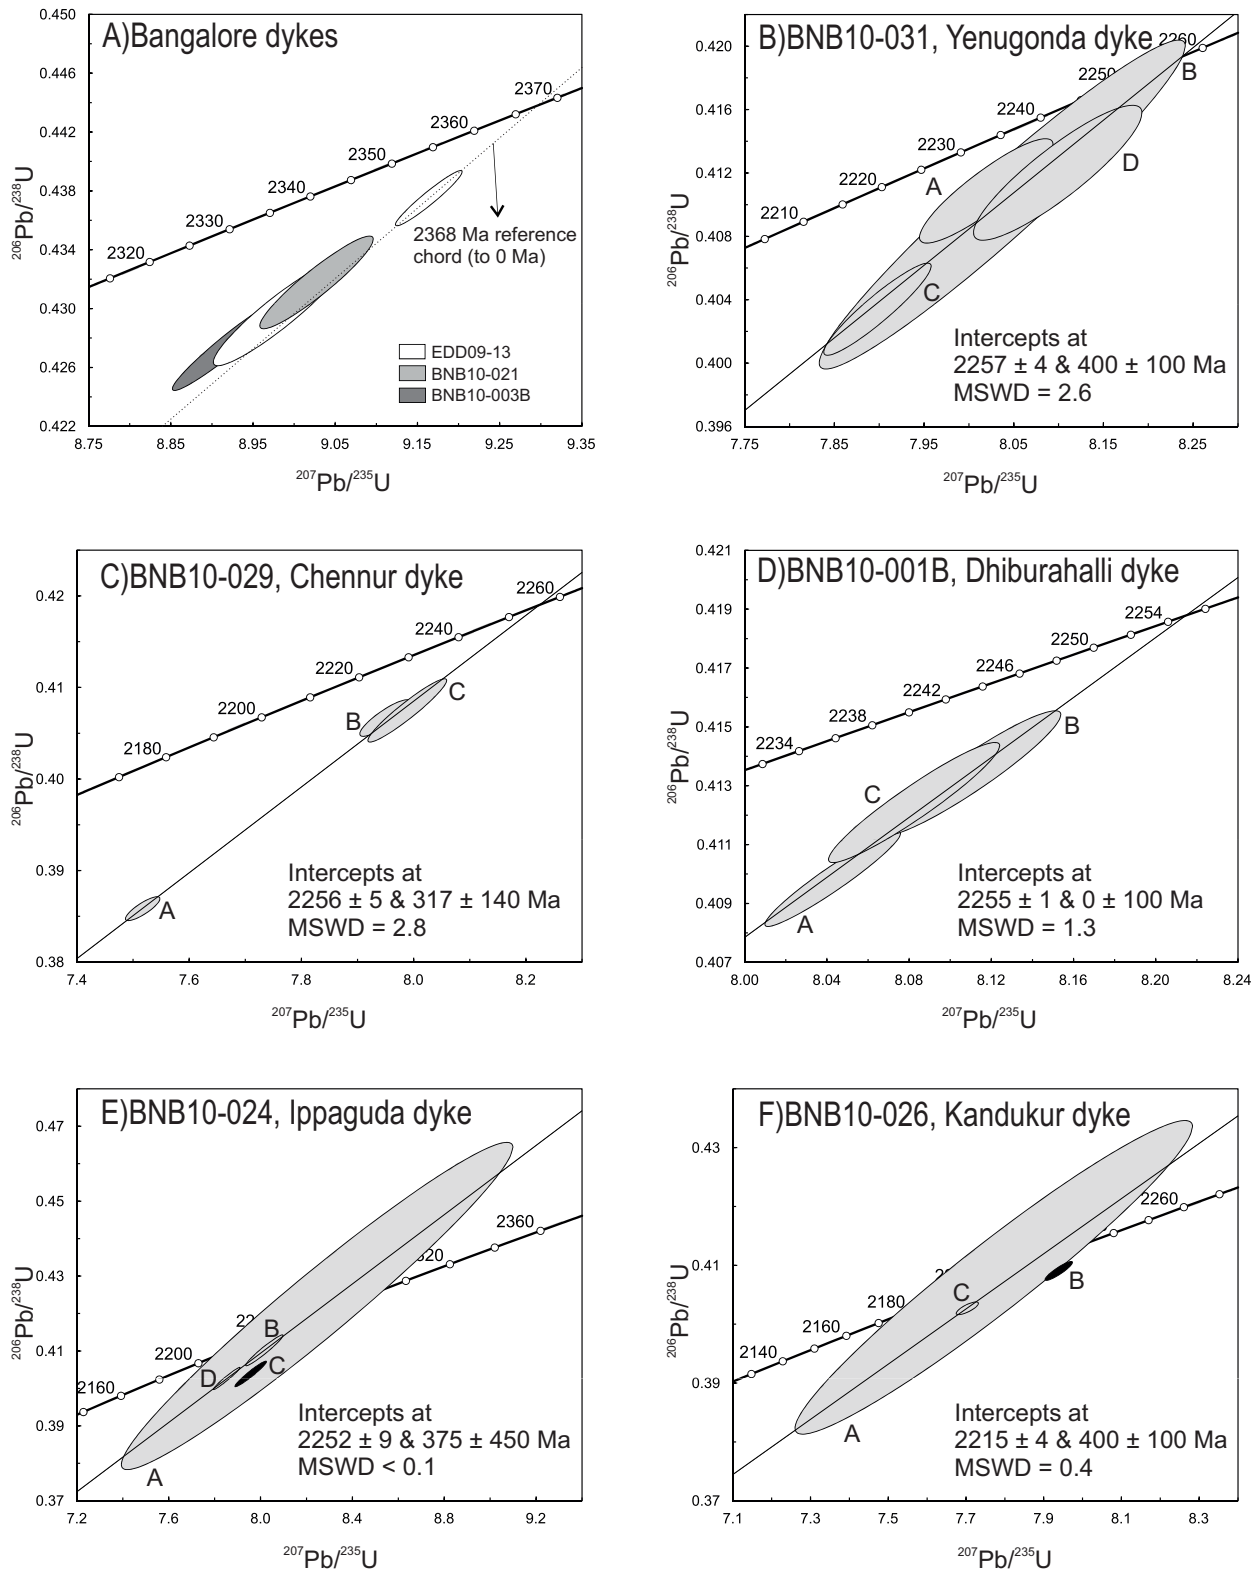 A)Bangalore dykes
0.450
0.446
0.442
0.438
0.434
0.430
0.426
0.422
206Pb/238U
2320
2330
2340
2350
2360
2370
2368 Ma reference
chord (to 0 Ma)
EDD09-13
BNB10-021
BNB10-003B
8.75 8.85 8.95 9.05 9.15 9.25 9.35
207Pb/235U
B)BNB10-031, Yenugonda dyke
0.420
0.416
0.412
0.408
0.404
0.400
0.396
206Pb/238U
2210
2220
2230
2240
2250
2260
A
B
C
D
Intercepts at
2257 ± 4 & 400 ± 100 Ma
MSWD = 2.6
7.75 7.85 7.95 8.05 8.15 8.25
207Pb/235U
C)BNB10-029, Chennur dyke
0.42
0.41
0.40
0.39
0.38
206Pb/238U
2180
2200
2220
2240
2260
A
B
C
Intercepts at
2256 ± 5 & 317 ± 140 Ma
MSWD = 2.8
7.4 7.6 7.8 8.0 8.2
207Pb/235U
D)BNB10-001B, Dhiburahalli dyke
0.421
0.419
0.417
0.415
0.413
0.411
0.409
0.407
206Pb/238U
2234
2238
2242
2246
2250
2254
A
B
C
Intercepts at
2255 ± 1 & 0 ± 100 Ma
MSWD = 1.3
8.00 8.04 8.08 8.12 8.16 8.20 8.24
207Pb/235U
E)BNB10-024, Ippaguda dyke
0.47
0.45
0.43
0.41
0.39
0.37
206Pb/238U
2160
2200
2360
A
B
C
D
Intercepts at
2252 ± 9 & 375 ± 450 Ma
MSWD < 0.1
7.2 7.6 8.0 8.4 8.8 9.2
207Pb/235U
F)BNB10-026, Kandukur dyke
0.43
0.41
0.39
0.37
206Pb/238U
2140
2160
2180
2260
A
B
C
Intercepts at
2215 ± 4 & 400 ± 100 Ma
MSWD = 0.4
7.1 7.3 7.5 7.7 7.9 8.1 8.3
207Pb/235U